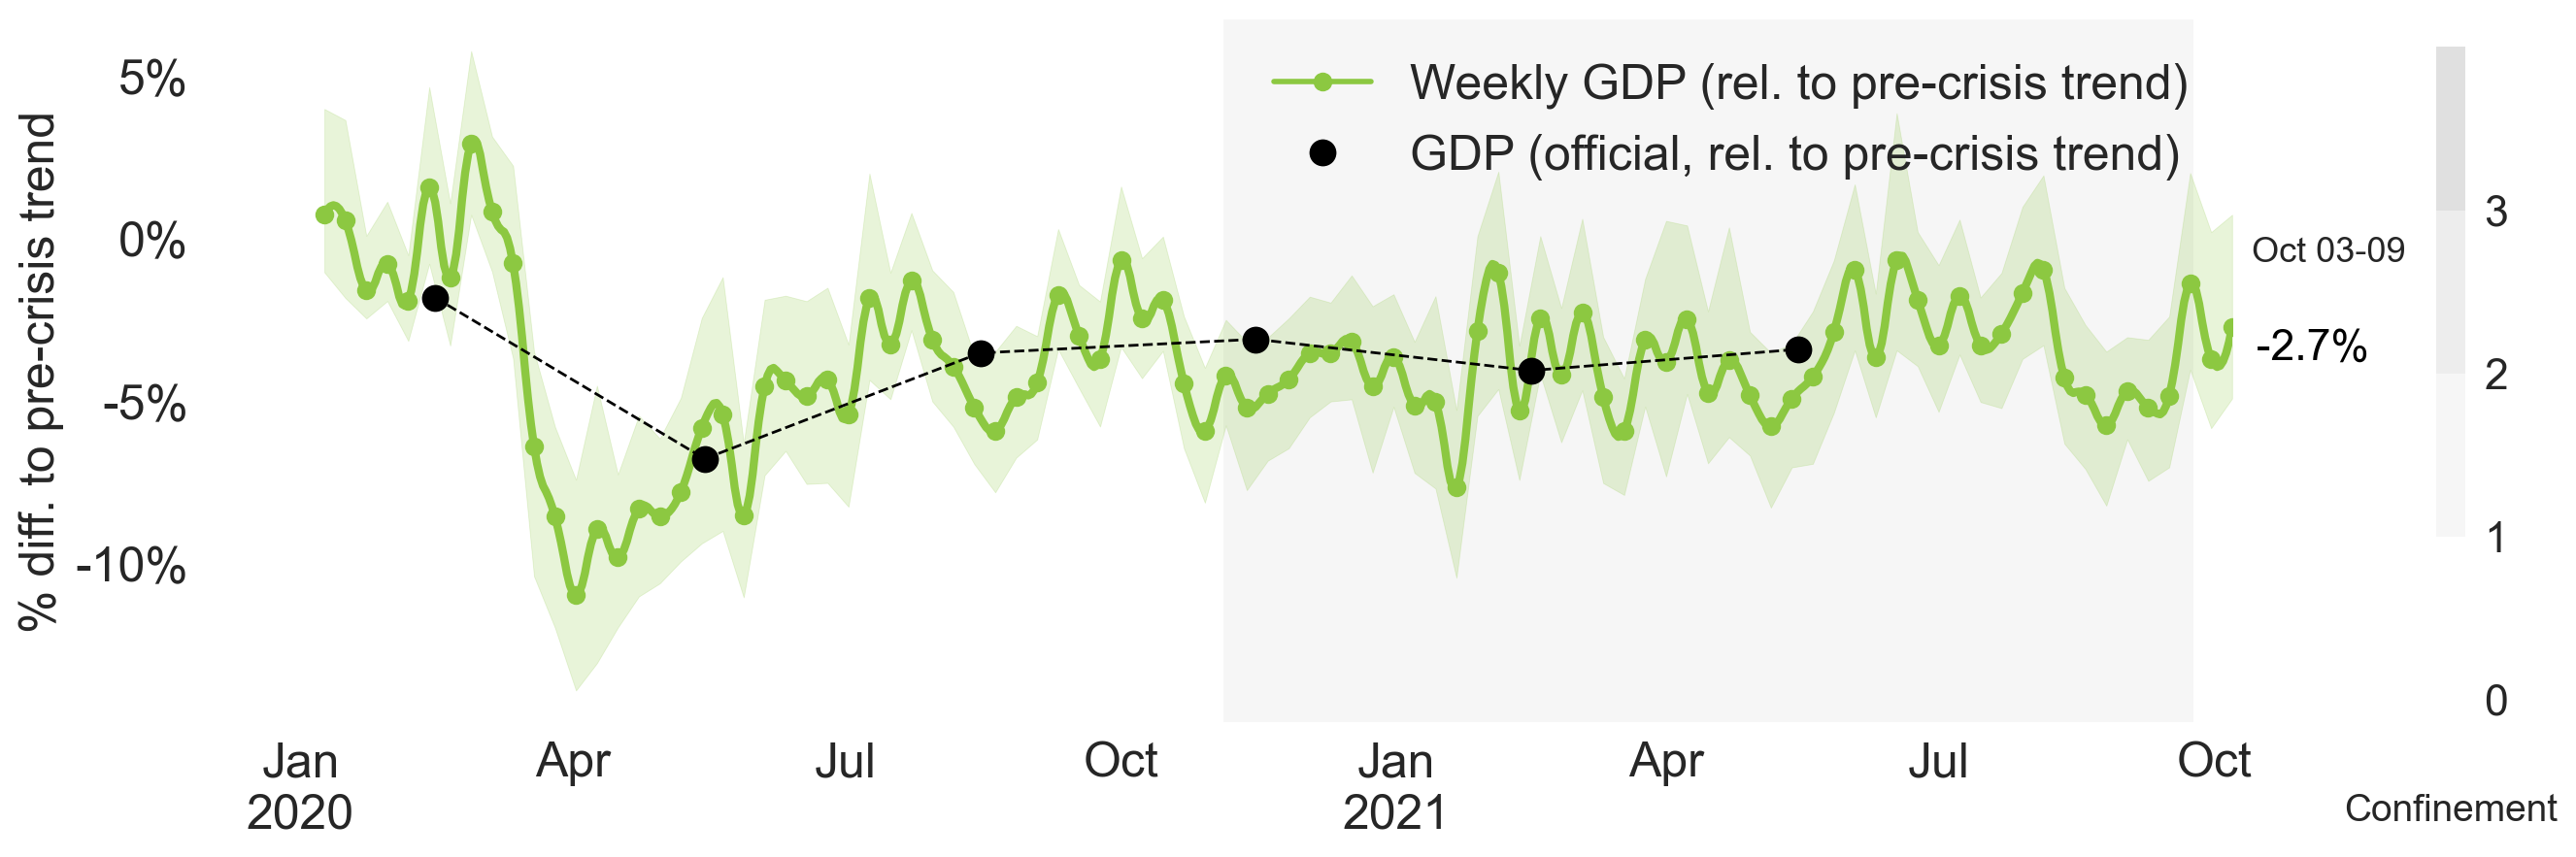 % diff. to pre-crisis trend
5%
0%
-5%
-10%
Weekly GDP (rel. to pre-crisis trend)
GDP (official, rel. to pre-crisis trend)
Oct 03-09
-2.7%
3
2
1
0
Confinement
Jan
2020
Apr
Jul
Oct
Jan
2021
Apr
Jul
Oct